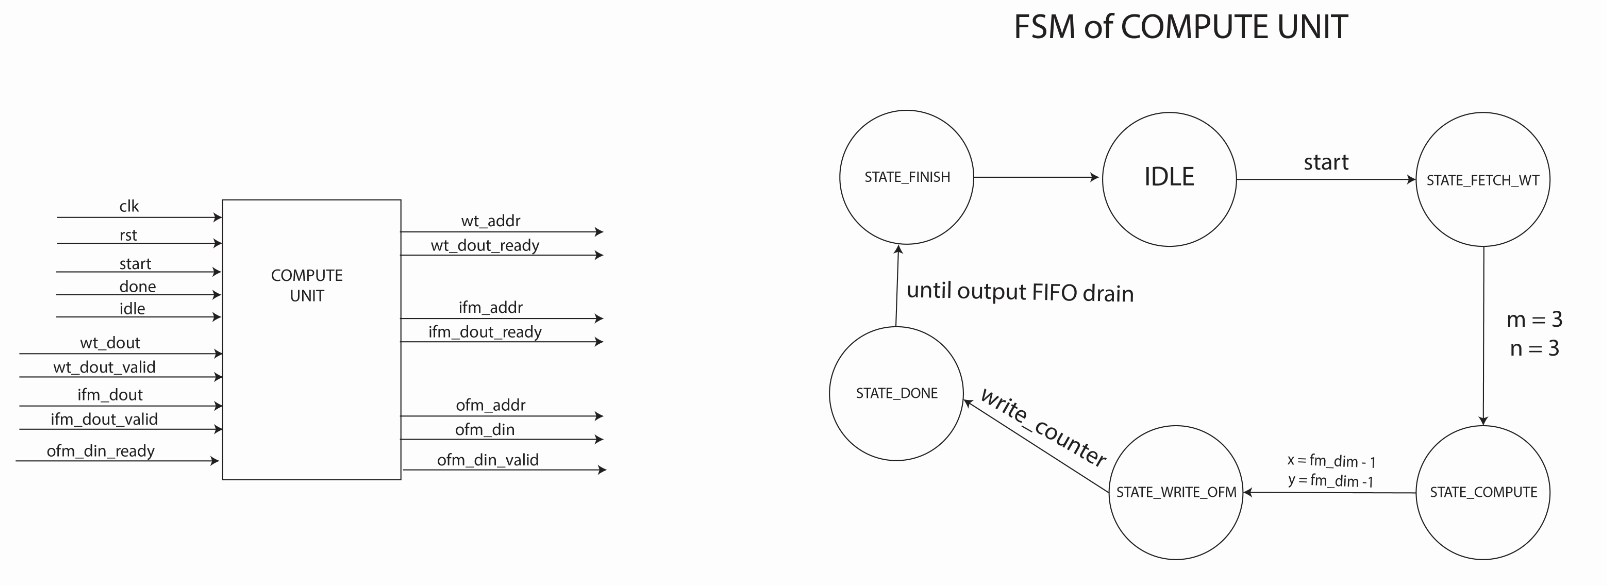 FSM of COMPUTE UNIT
clk
rst
start
done
idle
wt_dout
wt_dout_valid
ifm_dout
ifm_dout_valid
ofm_din_ready
COMPUTE
UNIT
wt_addr
wt_dout_ready
ifm_addr
ifm_dout_ready
ofm_addr
ofm_din
ofm_din_valid
STATE_FINISH
IDLE
start
STATE_FETCH_WT
until output FIFO drain
m = 3
n = 3
STATE_DONE
write_counter
STATE_WRITE_OFM
x = fm_dim - 1
y = fm_dim -1
STATE_COMPUTE